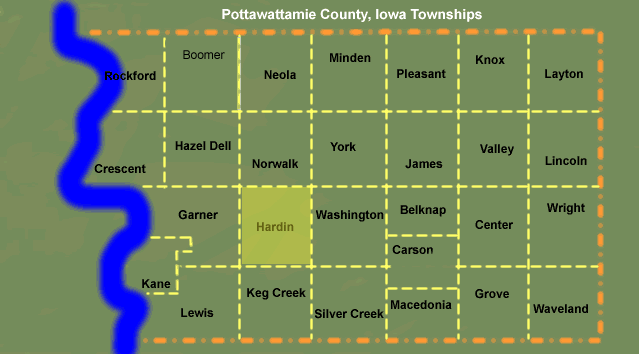 Pottawattamie County, Iowa Townships
Rockford
Boomer
Neola
Minden
Pleasant
Knox
Layton
Crescent
Hazel Dell
Norwalk
York
James
Valley
Lincoln
Garner
Hardin
Washington
Belknap
Center
Wright
Carson
Kane
Lewis
Keg Creek
Silver Creek
Macedonia
Grove
Waveland